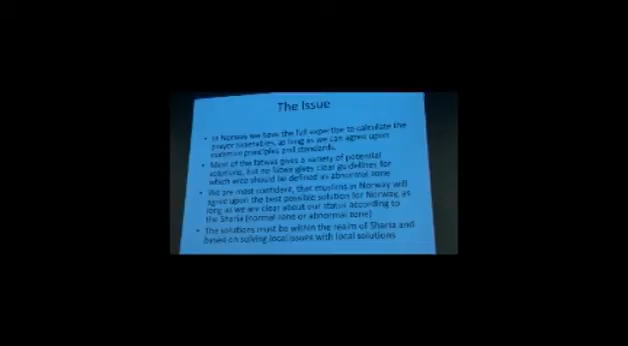 The Issue
• In Norway we have the full expertise to calculate the
prayer timetables, as long as we can agree upon
common principles and standards.
• Most of the fatwas gives a variety of potential
solutions, but no fatwa gives clear guidelines for
which area should be defined as abnormal zone
• We are most confident, that muslims in Norway will
agree upon the best possible solution for Norway, as
long as we are clear about our status according to
the Sharia (normal zone or abnormal zone)
• The solutions must be within the realm of Sharia and
based on solving local issues with local solutions